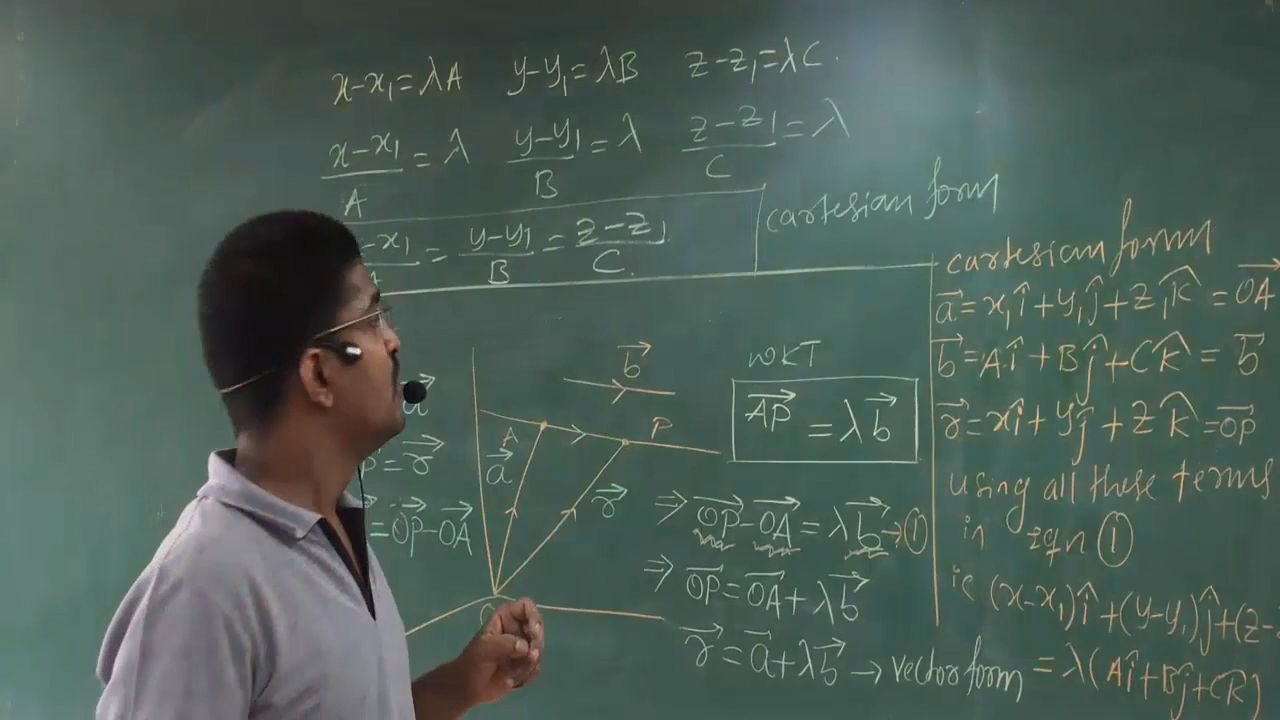 x-x₁=λA y-y₁=λB z-z₁=λC.
(x-x₁)/A = λ (y-y₁)/B = λ (z-z₁)/C = λ
-x₁ = (y-y₁)/B = (z-z₁)/C. cartesian form
a⃗
=r⃗
=OP⃗-OA⃗
b⃗
A P
a⃗ r⃗
WKT
AP⃗ = λb⃗
⇒ OP⃗-OA⃗ = λb⃗→①
⇒ OP⃗ = OA⃗+λb⃗
r⃗ = a⃗+λb⃗ → vector form
cartesian form
a⃗=x₁î+y₁ĵ+z₁k̂ = OA⃗
b⃗=Aî+Bĵ+Ck̂ = b⃗
r⃗=xî+yĵ+zk̂ = OP⃗
using all these terms
in eqn ①
ie (x-x₁)î+(y-y₁)ĵ+(z-
= λ(Aî+Bĵ+Ck̂)